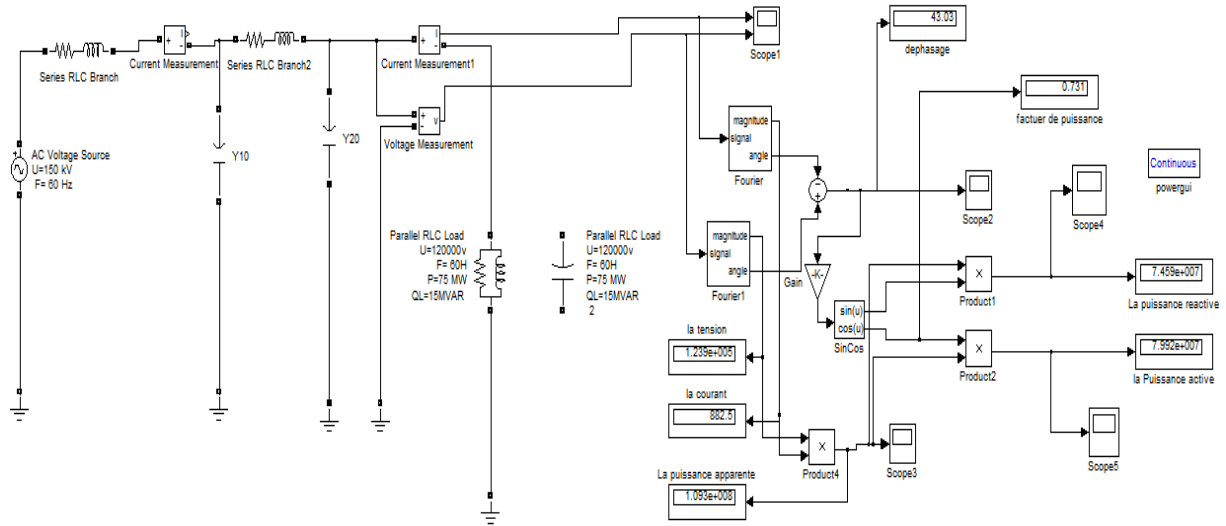 Series RLC Branch
i
+
-
Current Measurement
Series RLC Branch2
i
+
-
Current Measurement1
+
-
v
Voltage Measurement
Scope1
43.03
dephasage
0.731
factuer de puissance
Continuous
powergui
+
AC Voltage Source
U=150 kV
F= 60 Hz
Y10
Y20
magnitude
signal
angle
Fourier
-
+
Scope2
Scope4
magnitude
signal
angle
Fourier1
-K-
Gain
sin(u)
cos(u)
SinCos
×
Product1
7.459e+007
La puissance reactive
×
Product2
7.992e+007
la Puissance active
Parallel RLC Load
U=120000v
F= 60H
P=75 MW
QL=15MVAR
Parallel RLC Load
U=120000v
F= 60H
P=75 MW
QL=15MVAR
2
la tension
1.239e+005
la courant
882.5
×
Product4
Scope3
Scope5
La puissance apparente
1.093e+008